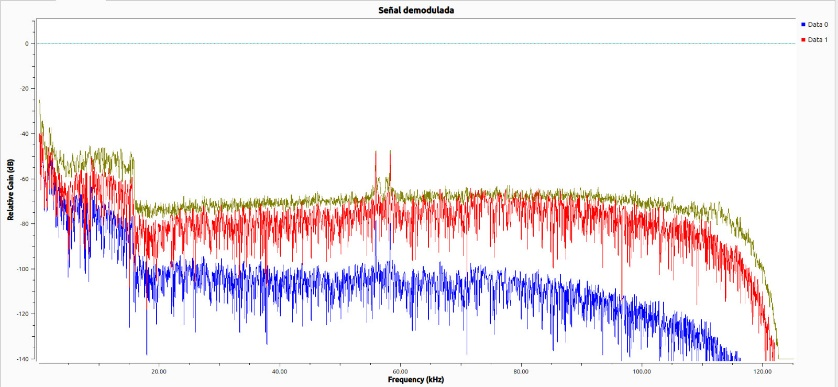 Señal demodulada
Data 0
Data 1
Relative Gain (dB)
0
-20
-40
-60
-80
-100
-120
-140
20.00
40.00
60.00
80.00
100.00
120.00
Frequency (kHz)